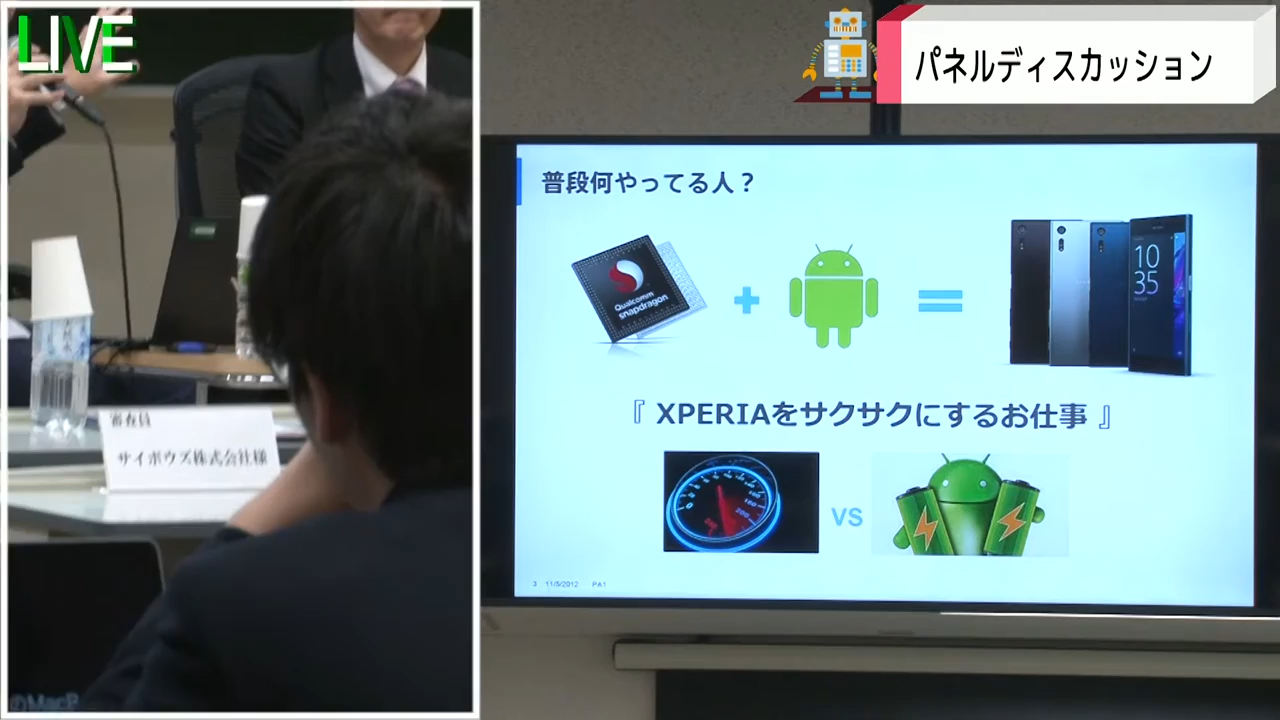 LIVE
パネルディスカッション
普段何やってる人？
Qualcomm
snapdragon
10
35
『 XPERIAをサクサクにするお仕事 』
VS
3 11/5/2012 PA1
審査員
サイボウズ株式会社様